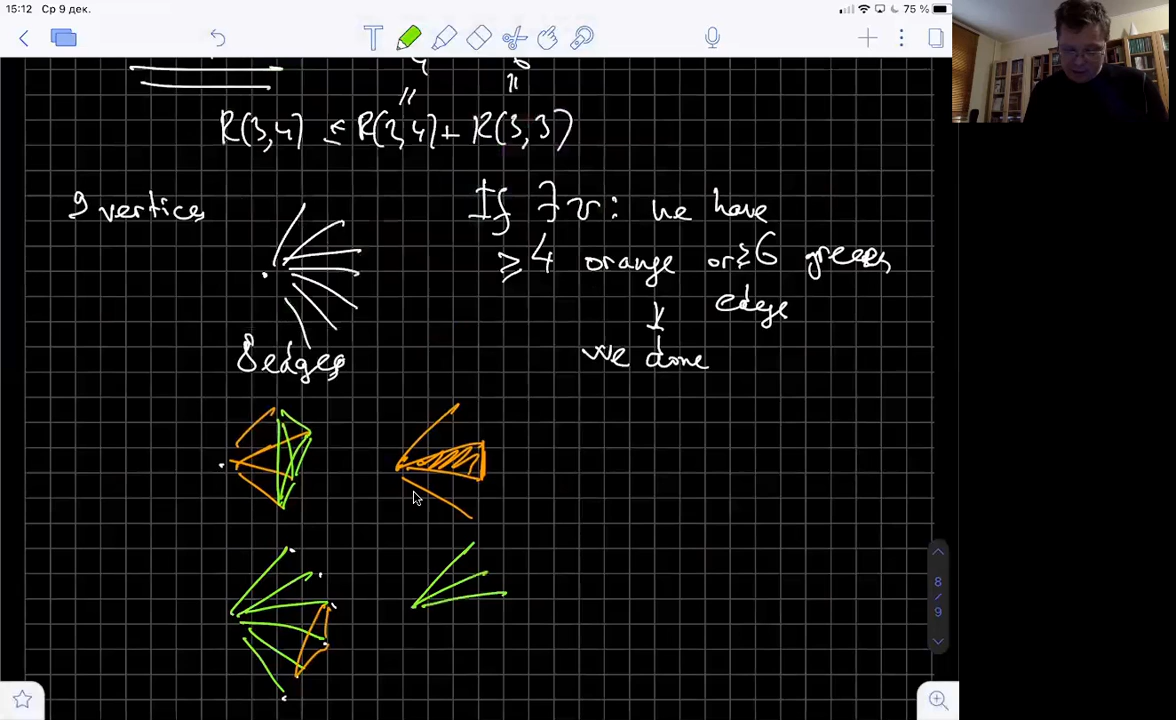 15:12 Ср 9 дек.
75 %
R(3,4) ≤ R(2,4) + R(3,3)
9 vertices
If ∃ v: we have
≥ 4 orange or ≥ 6 green
edge
we done
8 edges
8
9